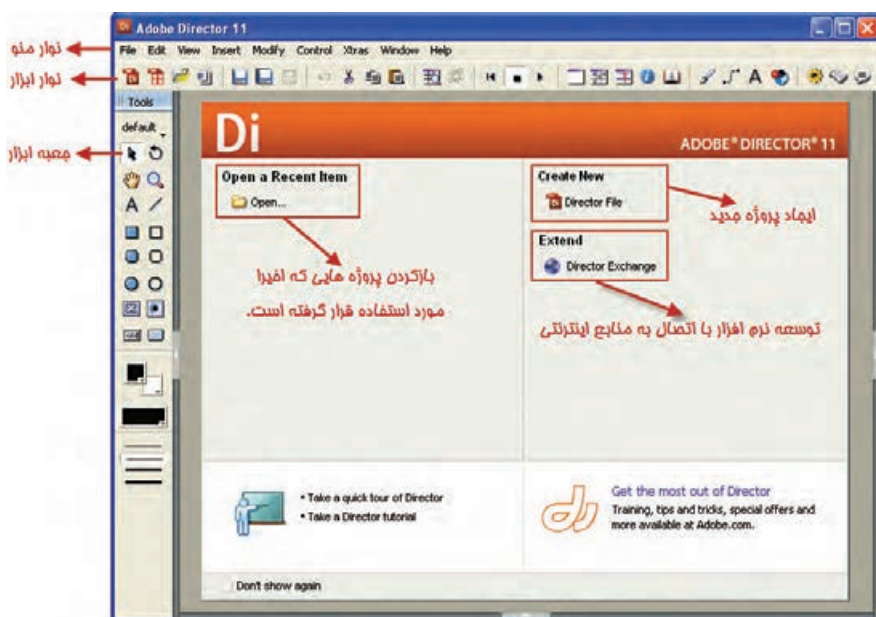 Adobe Director 11
File Edit View Insert Modify Control Xtras Window Help
نوار منو
نوار ابزار
Tools
default
جعبه ابزار
Di
ADOBE® DIRECTOR® 11
Open a Recent Item
Open...
بازکردن پروژه هایی که اخیرا
مورد استفاده قرار گرفته است.
Create New
Director File
ایجاد پروژه جدید
Extend
Director Exchange
توسعه نرم افزار با اتصال به منابع اینترنتی
• Take a quick tour of Director
• Take a Director tutorial
Get the most out of Director
Training, tips and tricks, special offers and
more available at Adobe.com.
Don't show again